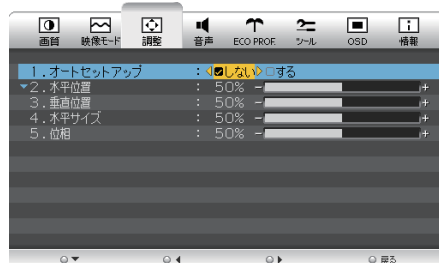 画質 映像モード 調整 音声 ECO PROF. ツール OSD 情報
1.オートセットアップ : しない する
2.水平位置 : 50% - +
3.垂直位置 : 50% - +
4.水平サイズ : 50% - +
5.位相 : 50% - +
戻る